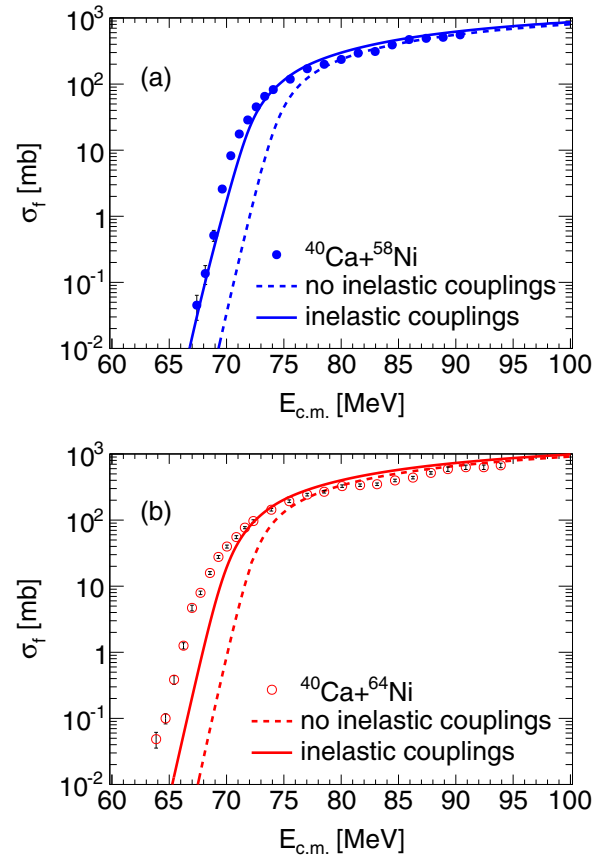 10³
(a)
10²
10
1
10⁻¹
10⁻²
σf [mb]
⁴⁰Ca+⁵⁸Ni
no inelastic couplings
inelastic couplings
60 65 70 75 80 85 90 95 100
E_c.m. [MeV]
10³
(b)
10²
10
1
10⁻¹
10⁻²
σf [mb]
⁴⁰Ca+⁶⁴Ni
no inelastic couplings
inelastic couplings
60 65 70 75 80 85 90 95 100
E_c.m. [MeV]